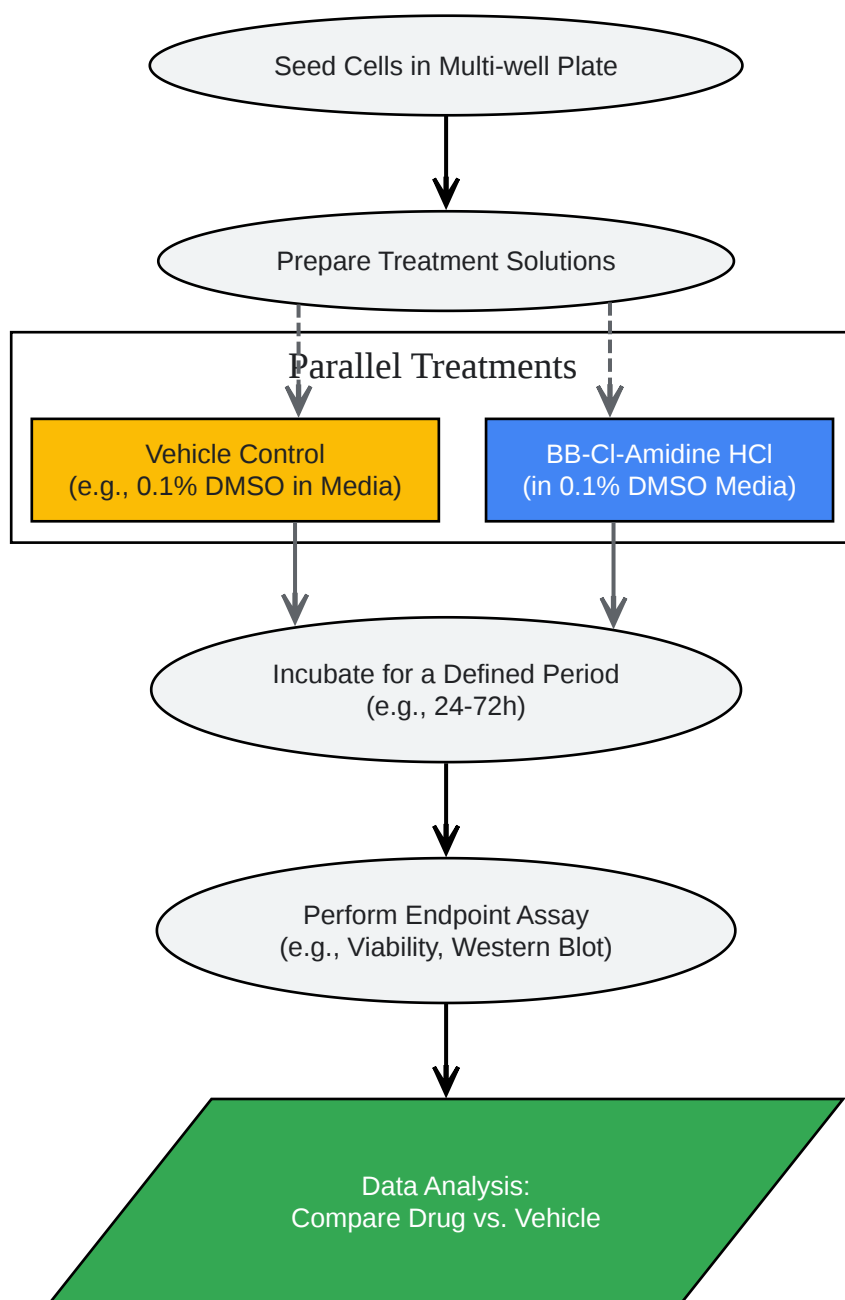 Seed Cells in Multi-well Plate
Prepare Treatment Solutions
Parallel Treatments
Vehicle Control
(e.g., 0.1% DMSO in Media)
BB-Cl-Amidine HCl
(in 0.1% DMSO Media)
Incubate for a Defined Period
(e.g., 24-72h)
Perform Endpoint Assay
(e.g., Viability, Western Blot)
Data Analysis:
Compare Drug vs. Vehicle